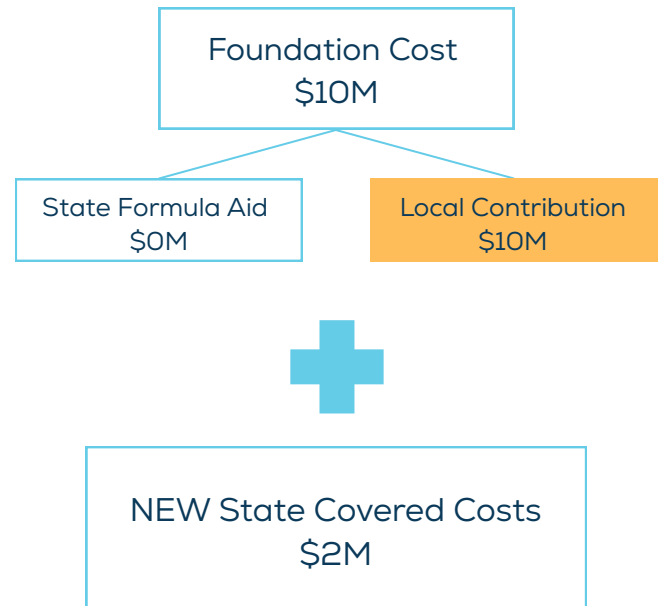 Foundation Cost
$10M
State Formula Aid
$0M
Local Contribution
$10M
NEW State Covered Costs
$2M